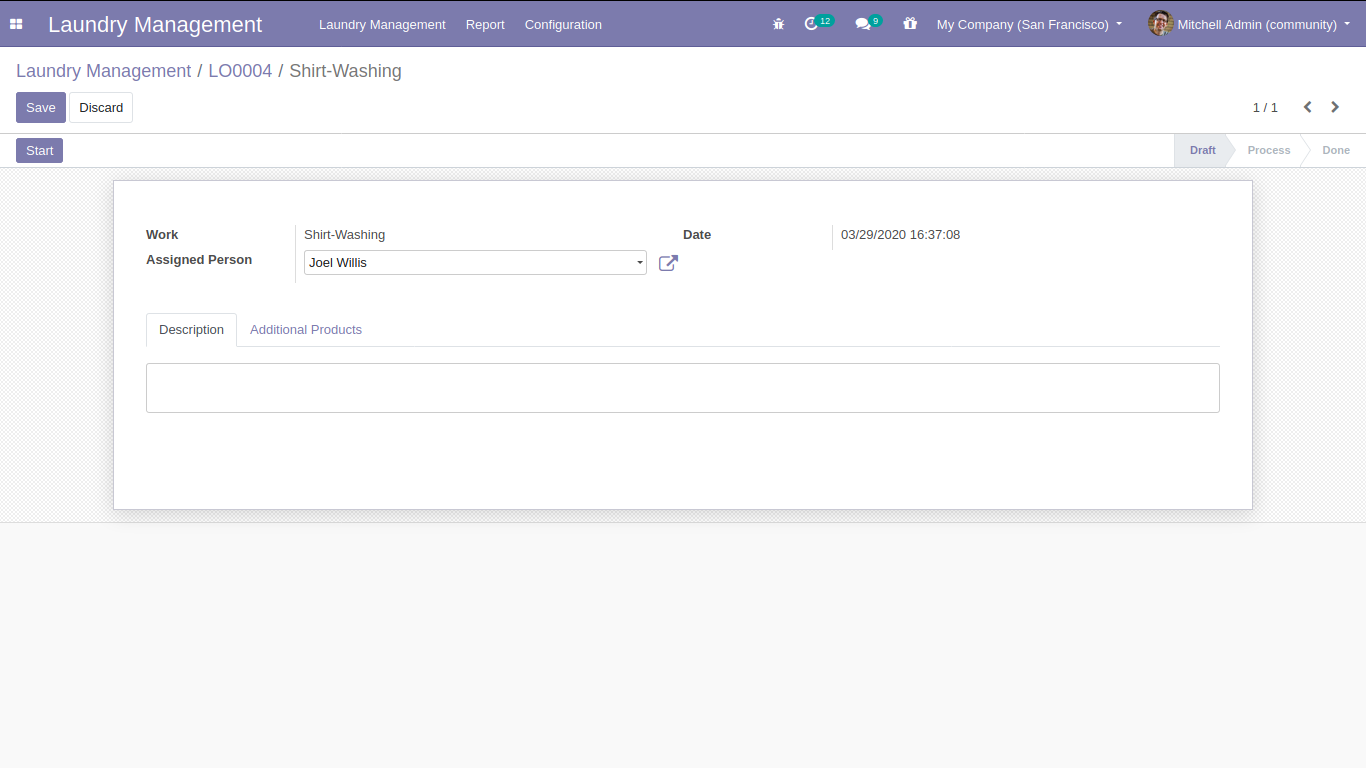 Laundry Management Laundry Management Report Configuration 12 9 My Company (San Francisco) Mitchell Admin (community)
Laundry Management / LO0004 / Shirt-Washing
Save Discard 1 / 1
Start Draft Process Done
Work Shirt-Washing Date 03/29/2020 16:37:08
Assigned Person Joel Willis
Description Additional Products